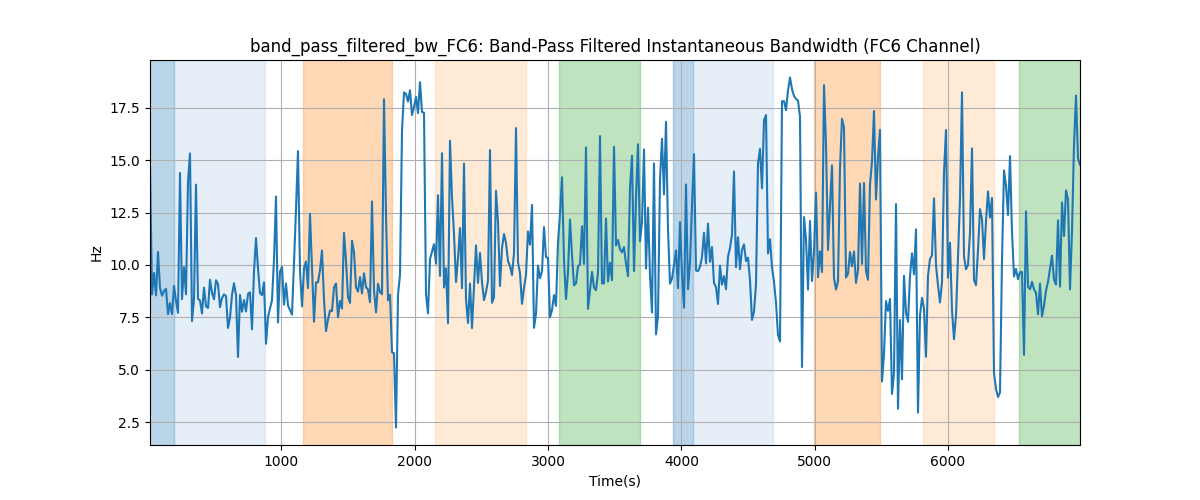 band_pass_filtered_bw_FC6: Band-Pass Filtered Instantaneous Bandwidth (FC6 Channel)
17.5
15.0
12.5
10.0
7.5
5.0
2.5
Hz
1000 2000 3000 4000 5000 6000
Time(s)